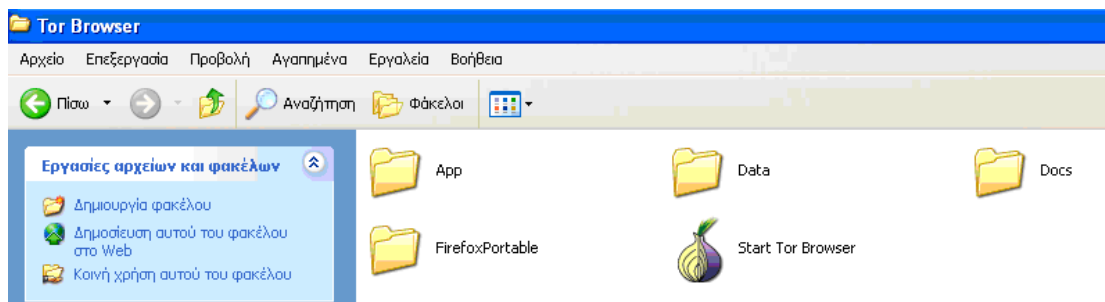 Tor Browser
Αρχείο Επεξεργασία Προβολή Αγαπημένα Εργαλεία Βοήθεια
Πίσω Αναζήτηση Φάκελοι
Εργασίες αρχείων και φακέλων
Δημιουργία φακέλου
Δημοσίευση αυτού του φακέλου
στο Web
Κοινή χρήση αυτού του φακέλου
App Data Docs
FirefoxPortable Start Tor Browser